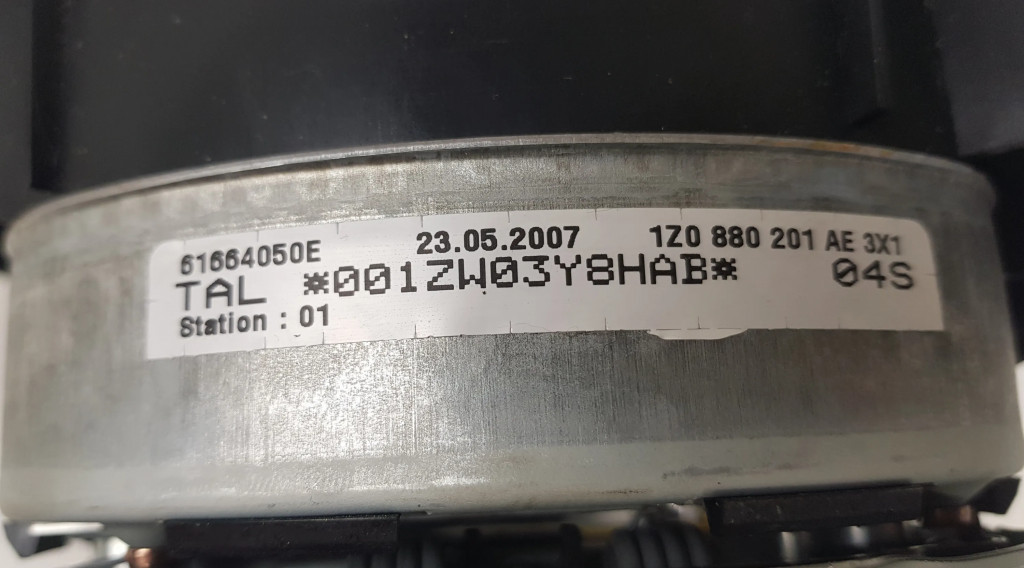 61664050E 23.05.2007 1Z0 880 201 AE 3X1
TAL *001ZW03Y8HAB* 04S
Station : 01